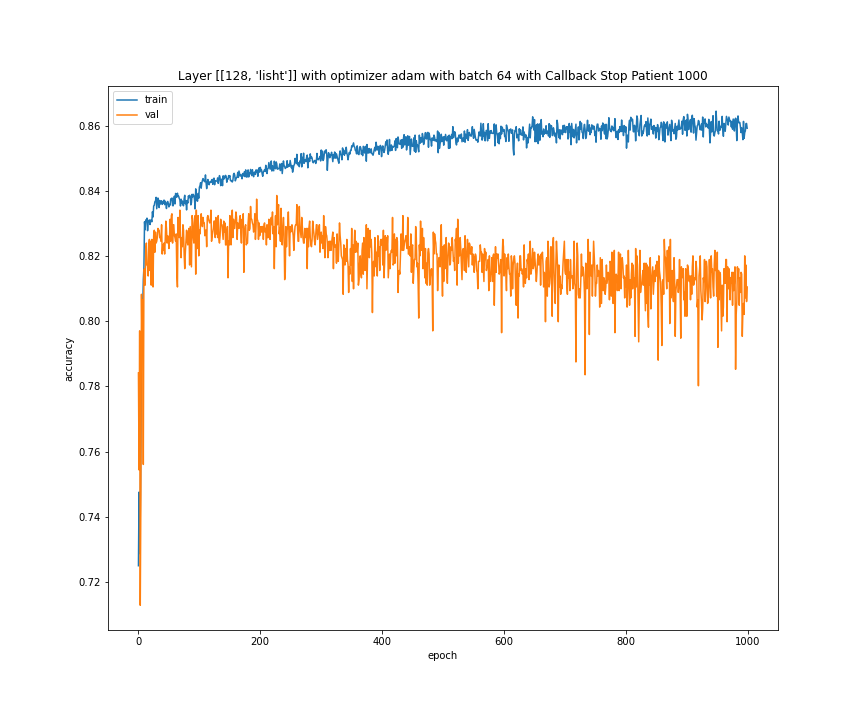 Layer [[128, 'lisht']] with optimizer adam with batch 64 with Callback Stop Patient 1000
train
val
0.86
0.84
0.82
0.80
0.78
0.76
0.74
0.72
accuracy
0
200
400
600
800
1000
epoch